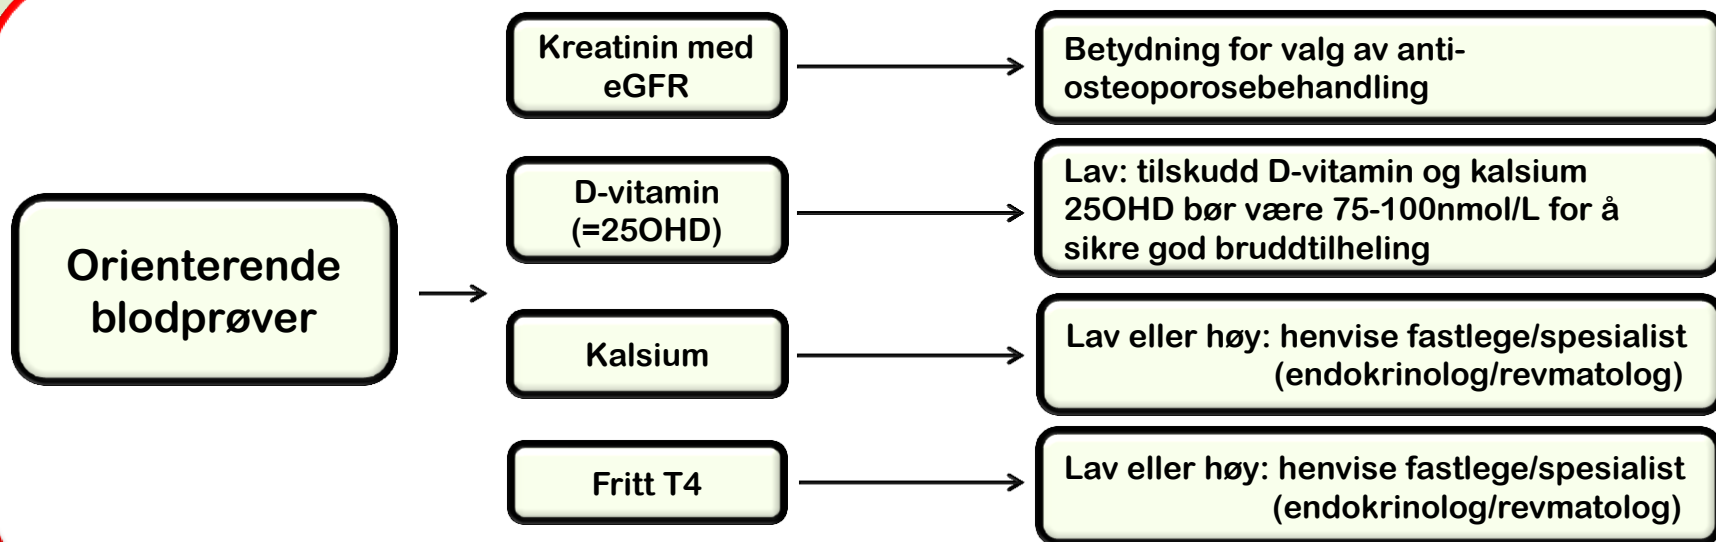 Orienterende
blodprøver
Kreatinin med
eGFR
Betydning for valg av anti-
osteoporosebehandling
D-vitamin
(=25OHD)
Lav: tilskudd D-vitamin og kalsium
25OHD bør være 75-100nmol/L for å
sikre god bruddtilheling
Kalsium
Lav eller høy: henvise fastlege/spesialist
(endokrinolog/revmatolog)
Fritt T4
Lav eller høy: henvise fastlege/spesialist
(endokrinolog/revmatolog)